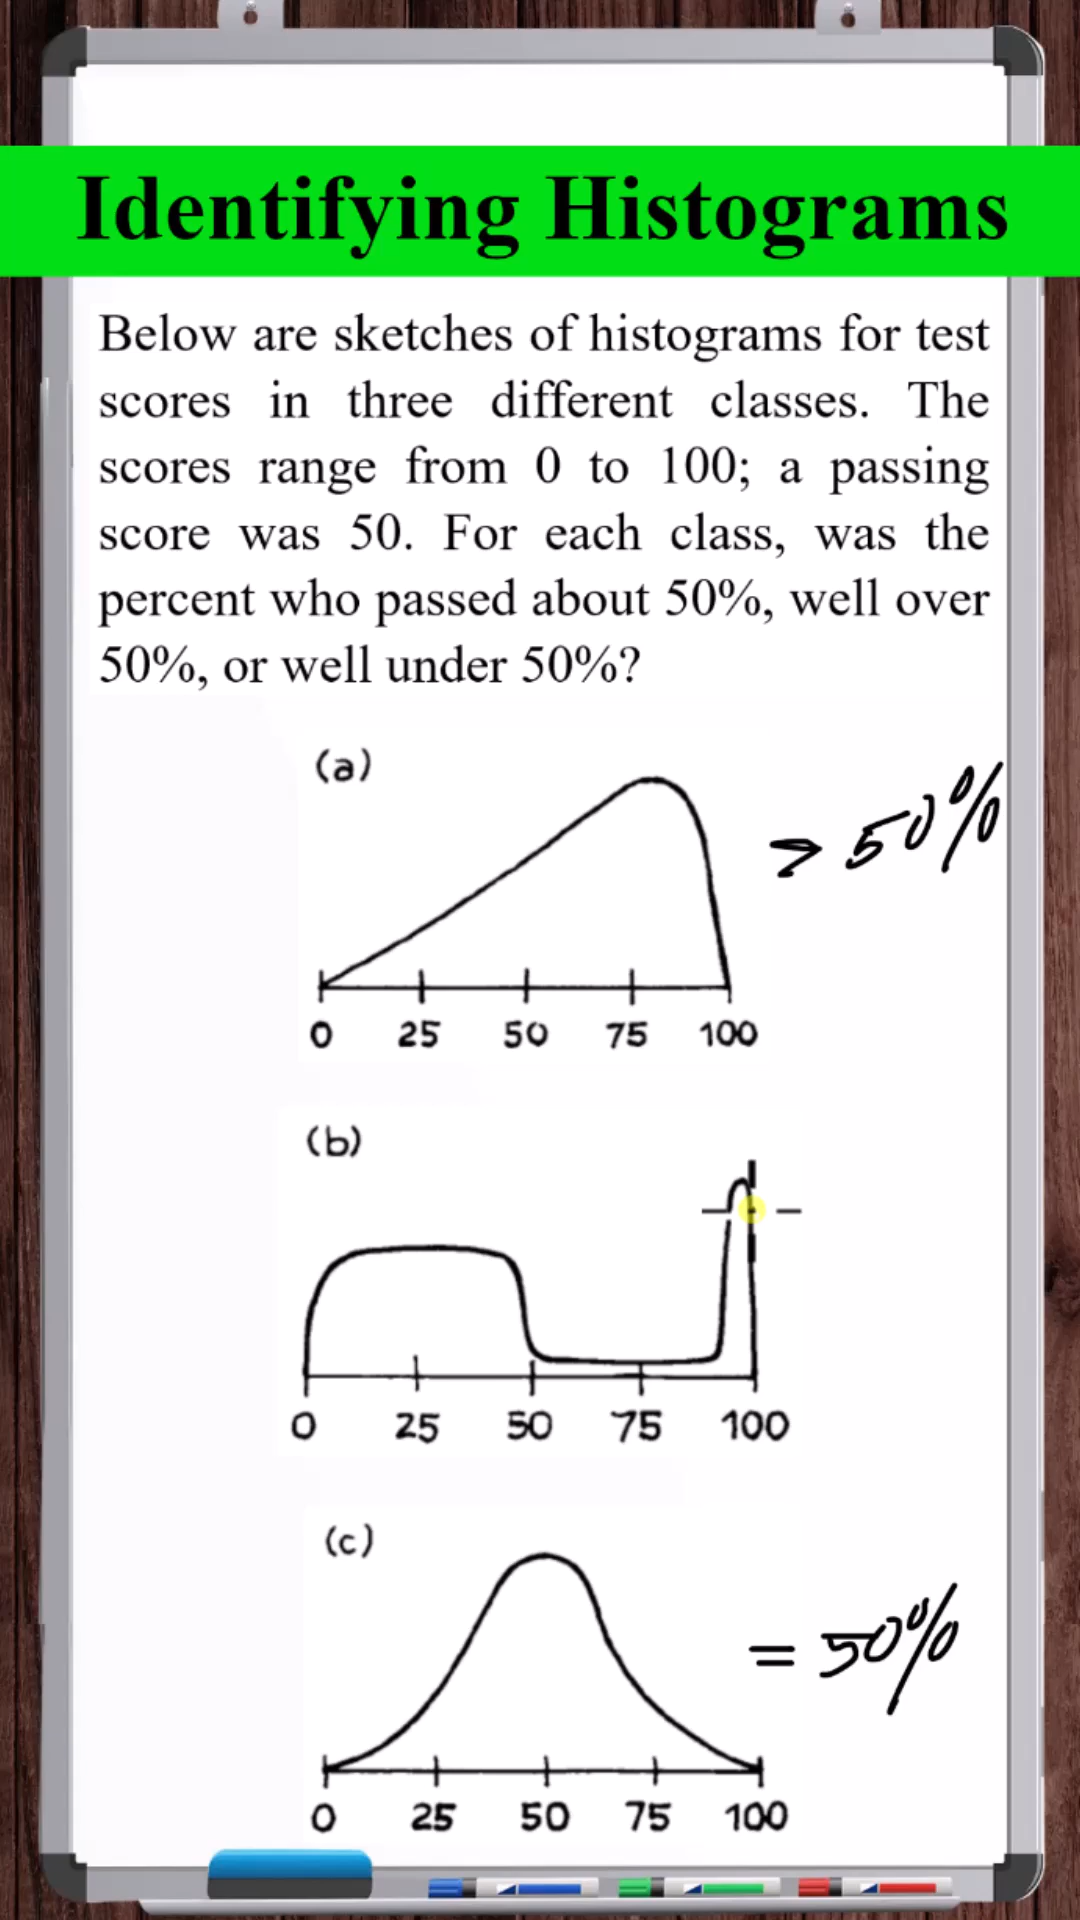 Identifying Histograms
Below are sketches of histograms for test
scores in three different classes. The
scores range from 0 to 100; a passing
score was 50. For each class, was the
percent who passed about 50%, well over
50%, or well under 50%?
(a)
> 50%
0 25 50 75 100
(b)
0 25 50 75 100
(c)
= 50%
0 25 50 75 100